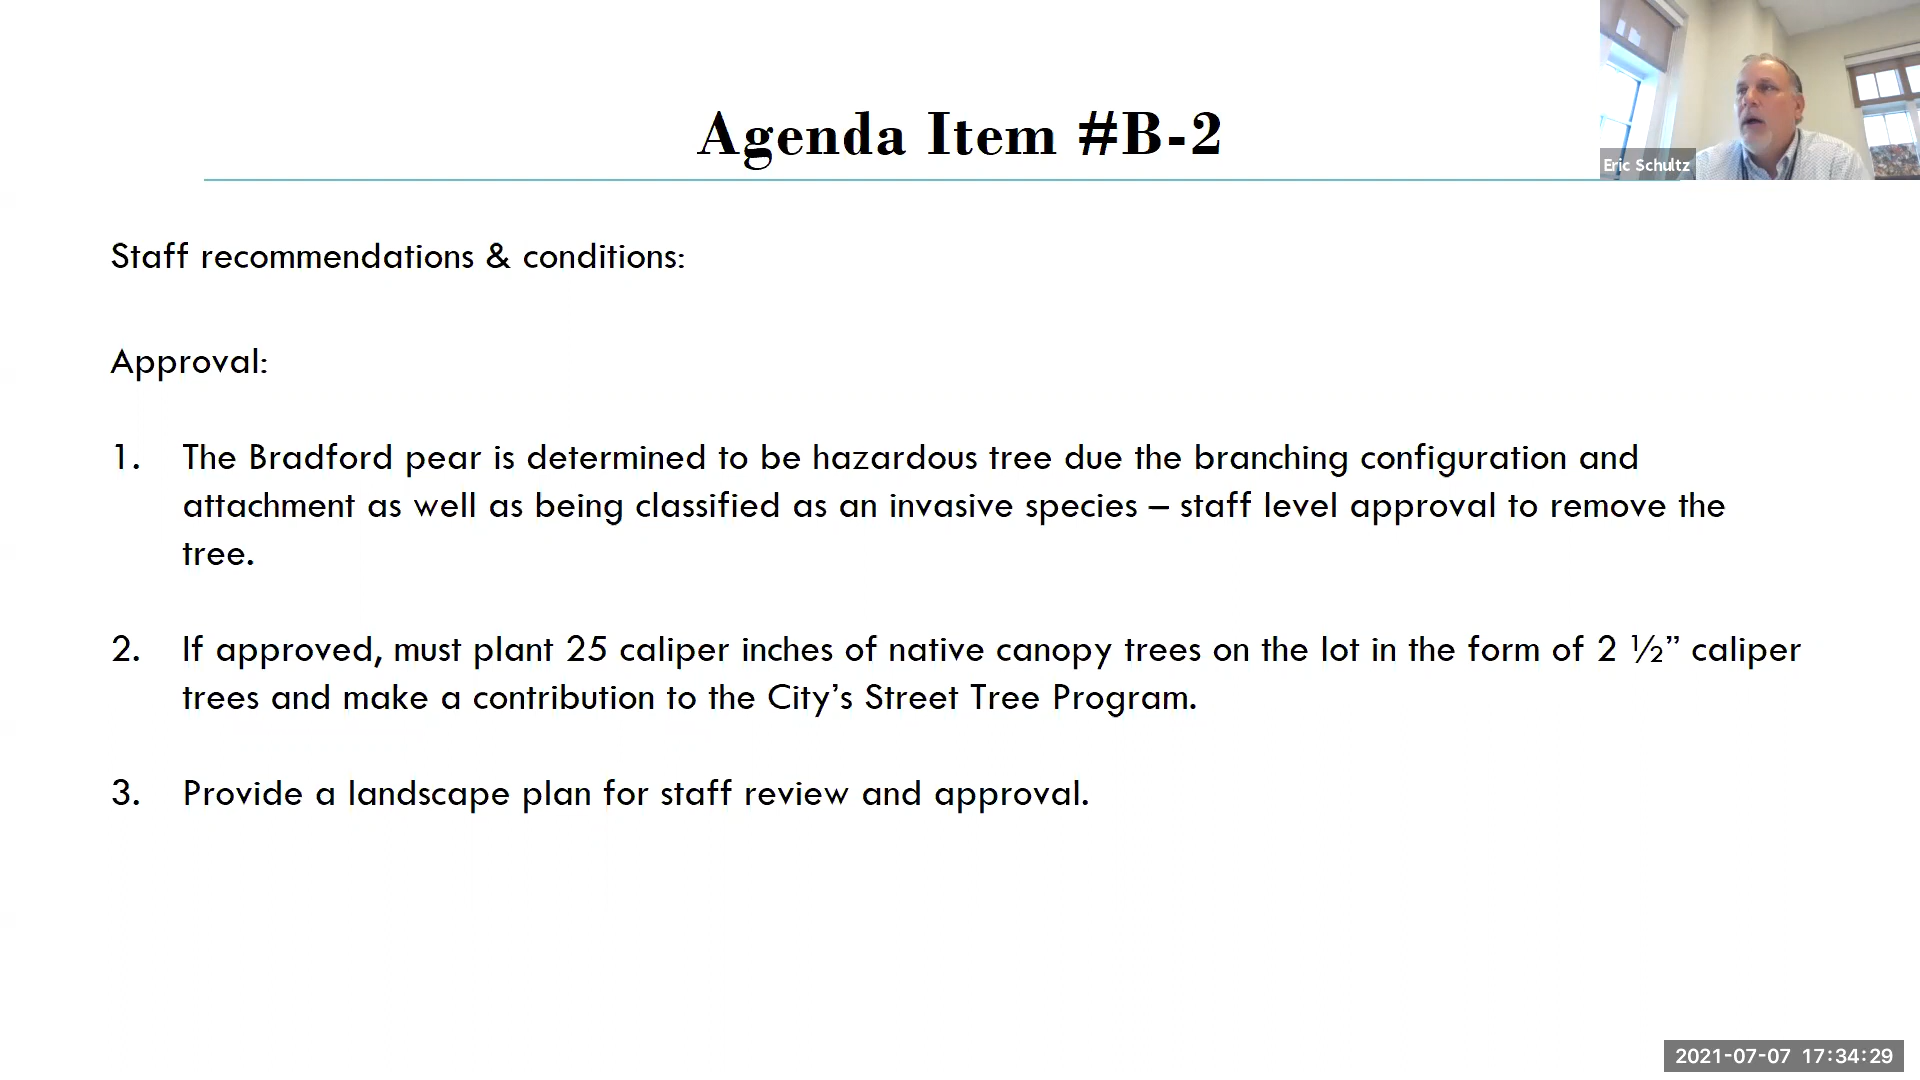 Agenda Item #B-2
Eric Schultz
Staff recommendations & conditions:
Approval:
1. The Bradford pear is determined to be hazardous tree due the branching configuration and
attachment as well as being classified as an invasive species – staff level approval to remove the
tree.
2. If approved, must plant 25 caliper inches of native canopy trees on the lot in the form of 2 ½” caliper
trees and make a contribution to the City’s Street Tree Program.
3. Provide a landscape plan for staff review and approval.
2021-07-07 17:34:29